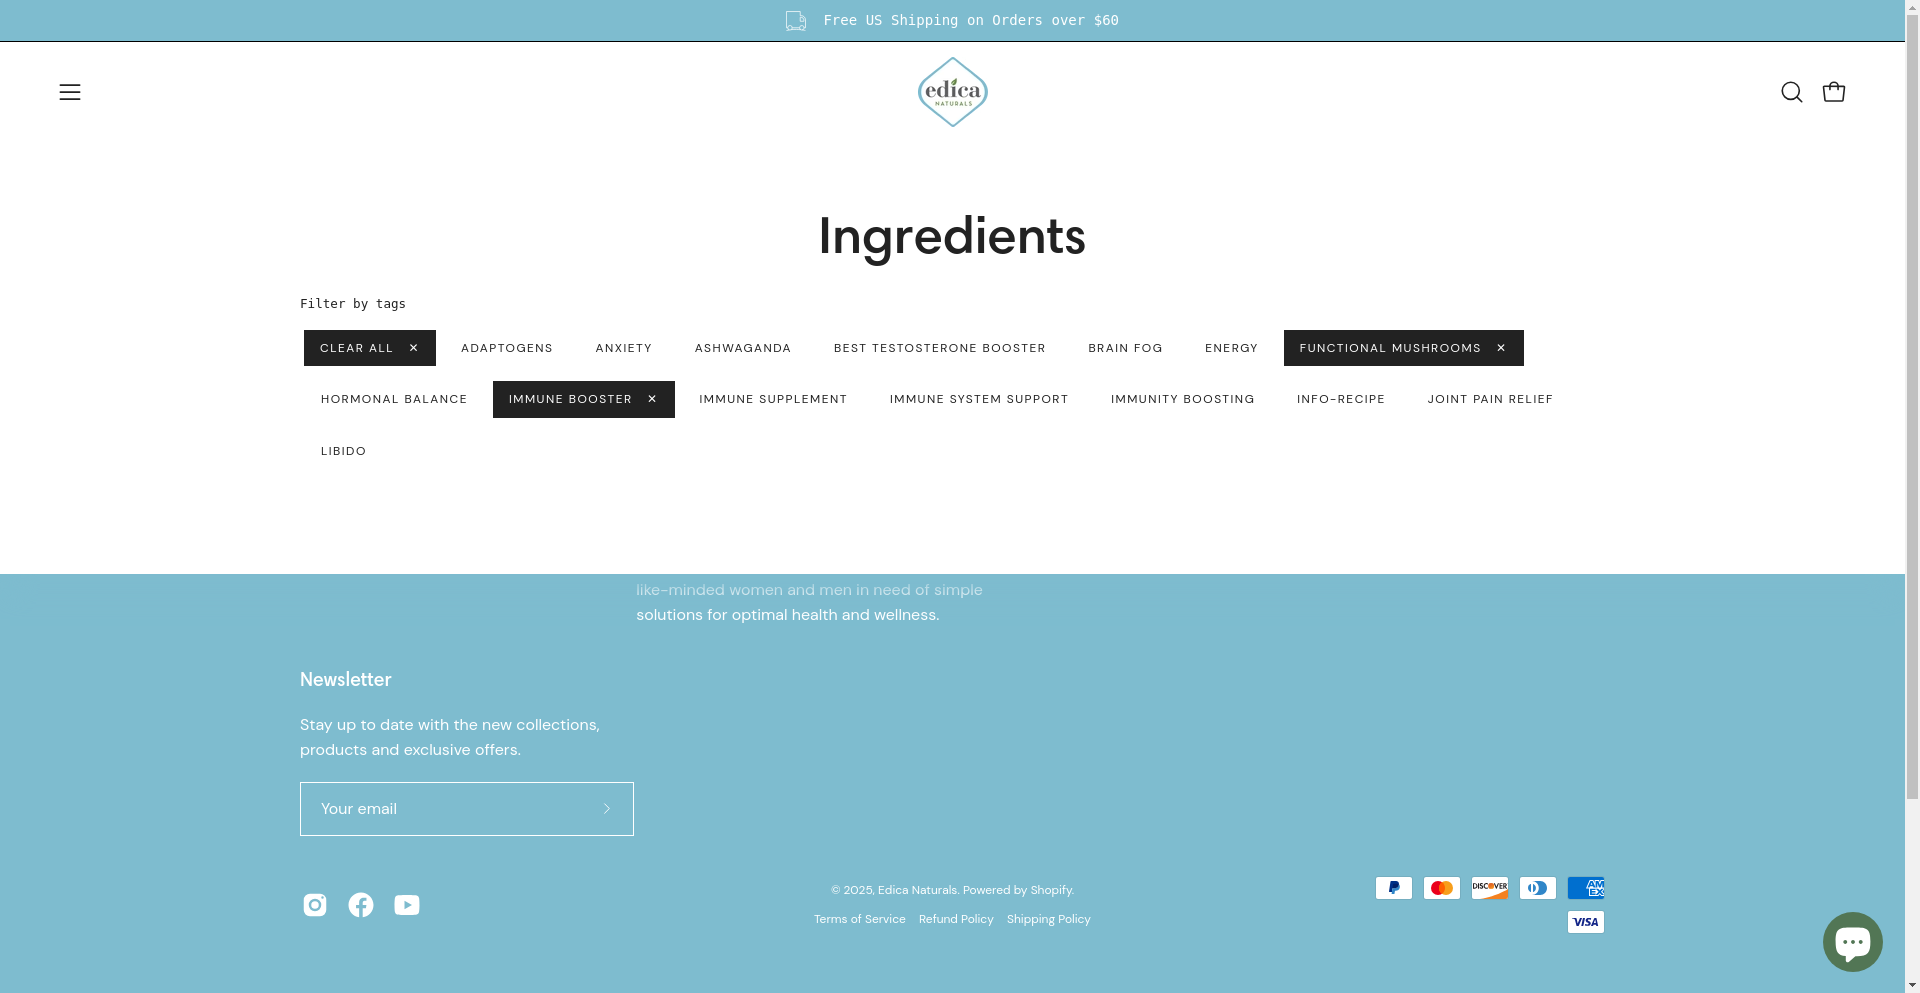 Free US Shipping on Orders over $60
edica
NATURALS
Ingredients
Filter by tags
CLEAR ALL ✕ ADAPTOGENS ANXIETY ASHWAGANDA BEST TESTOSTERONE BOOSTER BRAIN FOG ENERGY FUNCTIONAL MUSHROOMS ✕
HORMONAL BALANCE IMMUNE BOOSTER ✕ IMMUNE SUPPLEMENT IMMUNE SYSTEM SUPPORT IMMUNITY BOOSTING INFO-RECIPE JOINT PAIN RELIEF
LIBIDO
like-minded women and men in need of simple
solutions for optimal health and wellness.
Newsletter
Stay up to date with the new collections,
products and exclusive offers.
Your email
© 2025, Edica Naturals. Powered by Shopify.
Terms of Service Refund Policy Shipping Policy
DISCOVER
AM
EX
VISA